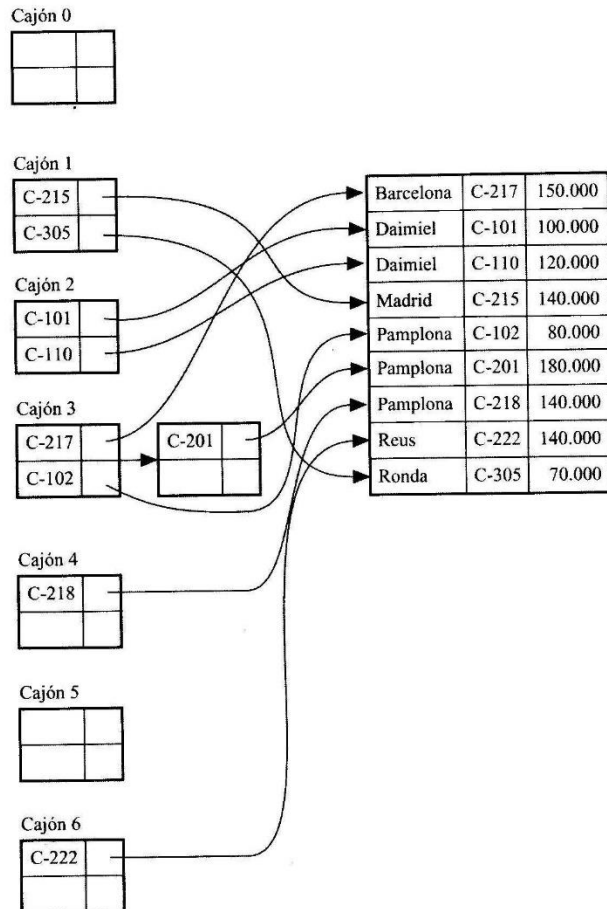 Cajón 0
Cajón 1
C-215
C-305
Cajón 2
C-101
C-110
Cajón 3
C-217
C-102
C-201
Cajón 4
C-218
Cajón 5
Cajón 6
C-222
Barcelona C-217 150.000
Daimiel C-101 100.000
Daimiel C-110 120.000
Madrid C-215 140.000
Pamplona C-102 80.000
Pamplona C-201 180.000
Pamplona C-218 140.000
Reus C-222 140.000
Ronda C-305 70.000